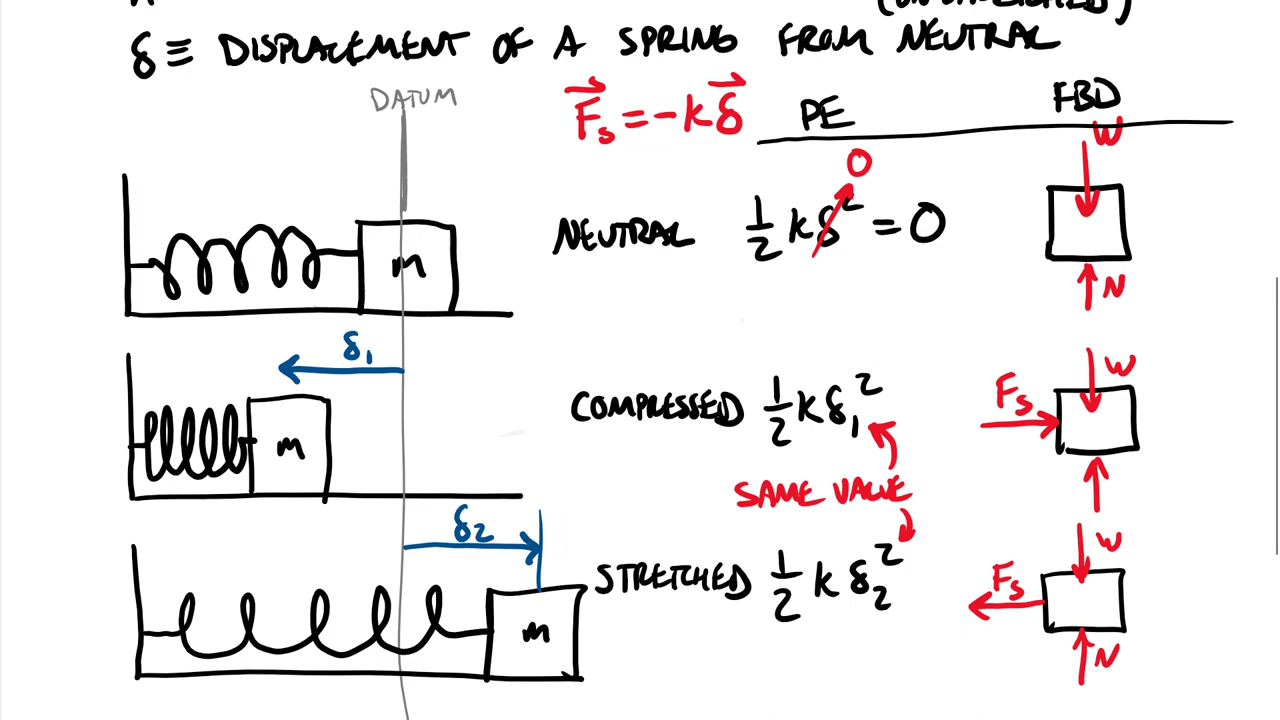 δ ≡ DISPLACEMENT OF A SPRING FROM NEUTRAL
DATUM
F⃗ₛ = -kδ⃗
PE
FBD
0
W
NEUTRAL ½kδ² = 0
m
N
δ₁
W
Fₛ
COMPRESSED ½kδ₁²
m
SAME VALUE
δ₂
W
STRETCHED ½kδ₂²
Fₛ
m
N